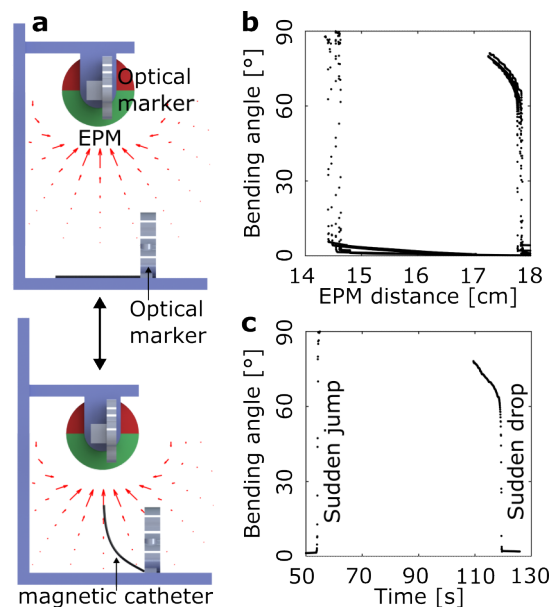 a
Optical
marker
EPM
Optical
marker
magnetic catheter
b
Bending angle [°]
90
60
30
0
14
15
16
17
18
EPM distance [cm]
c
Bending angle [°]
90
60
30
0
Sudden jump
Sudden drop
50
70
90
110
130
Time [s]